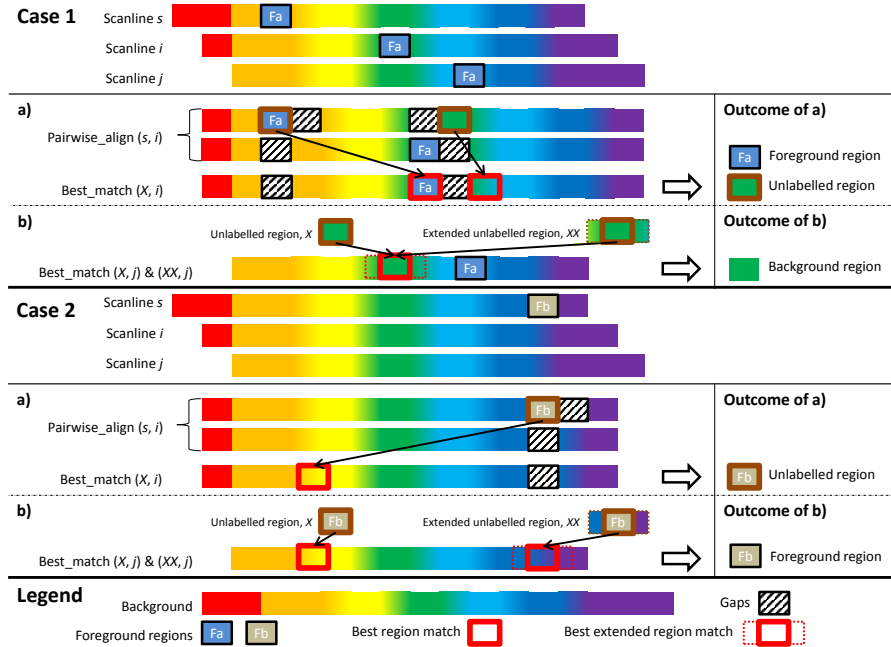 Case 1
Scanline s
Fa
Scanline i
Fa
Scanline j
Fa
a)
Pairwise_align (s, i)
Fa
Fa
Best_match (X, i)
Fa
Outcome of a)
Fa Foreground region
Unlabelled region
b)
Unlabelled region, X
Extended unlabelled region, XX
Best_match (X, j) & (XX, j)
Fa
Outcome of b)
Background region
Case 2
Scanline s
Fb
Scanline i
Scanline j
a)
Pairwise_align (s, i)
Fb
Best_match (X, i)
Outcome of a)
Fb Unlabelled region
b)
Unlabelled region, X
Fb
Extended unlabelled region, XX
Fb
Best_match (X, j) & (XX, j)
Outcome of b)
Fb Foreground region
Legend
Background
Gaps
Foreground regions
Fa
Fb
Best region match
Best extended region match